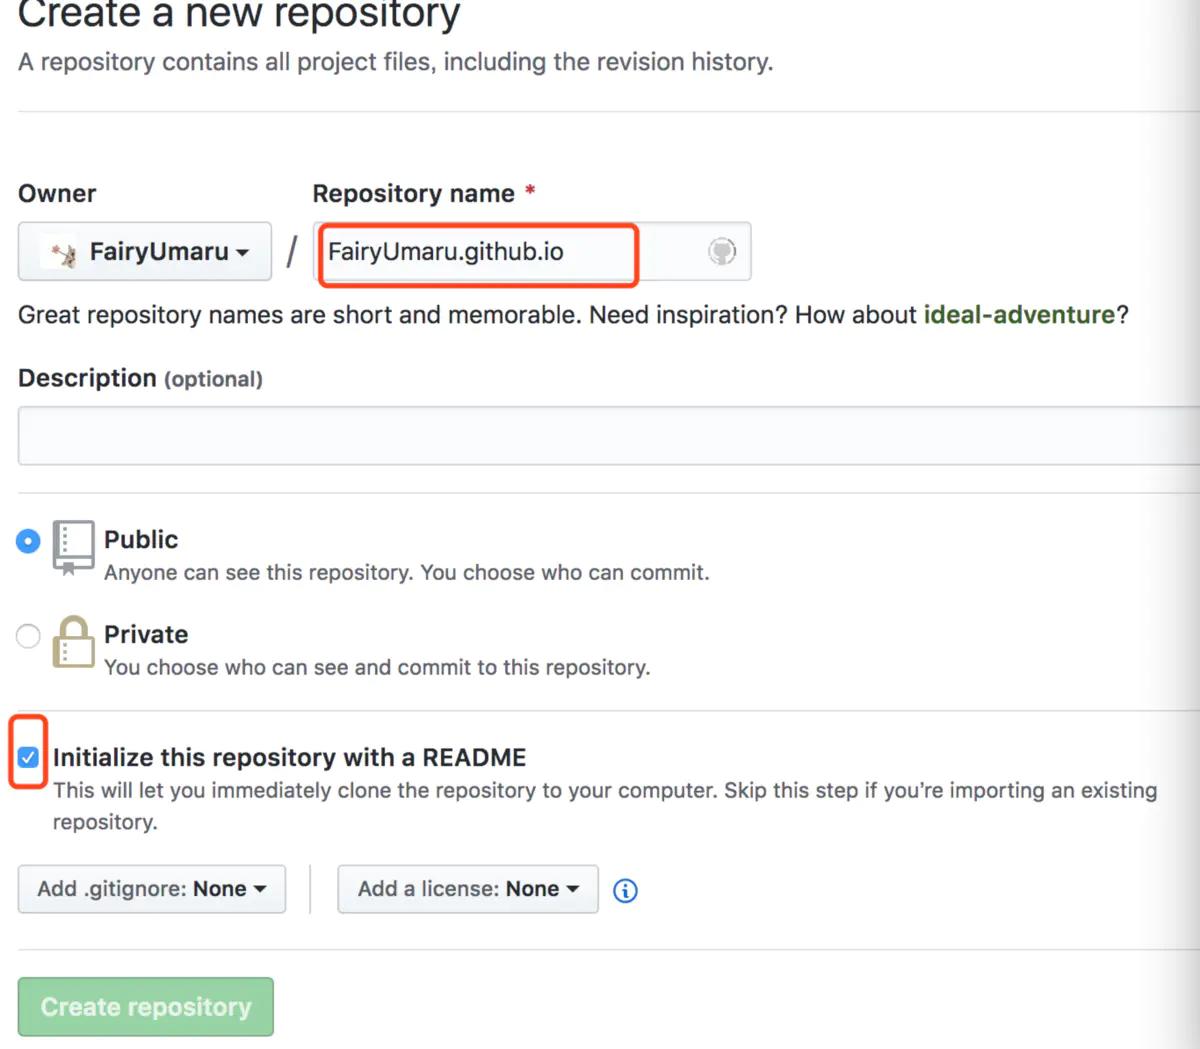 Create a new repository
A repository contains all project files, including the revision history.
Owner
Repository name *
FairyUmaru
/
FairyUmaru.github.io
Great repository names are short and memorable. Need inspiration? How about ideal-adventure?
Description (optional)
Public
Anyone can see this repository. You choose who can commit.
Private
You choose who can see and commit to this repository.
Initialize this repository with a README
This will let you immediately clone the repository to your computer. Skip this step if you’re importing an existing
repository.
Add .gitignore: None
Add a license: None
Create repository